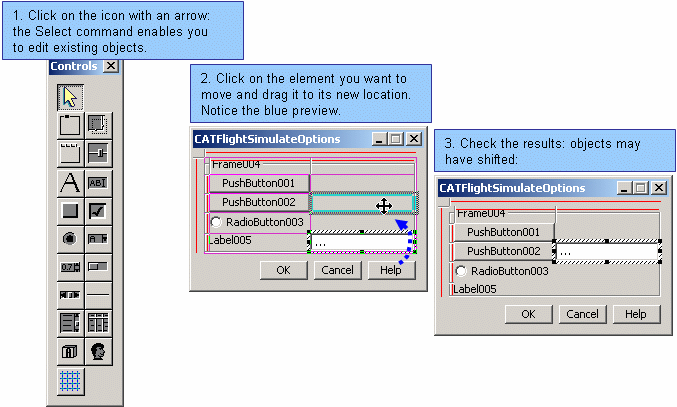 1. Click on the icon with an arrow:
the Select command enables you
to edit existing objects.
Controls
2. Click on the element you want to
move and drag it to its new location.
Notice the blue preview.
CATFlightSimulateOptions
Frame004
PushButton001
PushButton002
RadioButton003
Label005
...
OK Cancel Help
3. Check the results: objects may
have shifted:
CATFlightSimulateOptions
Frame004
PushButton001
PushButton002
...
RadioButton003
Label005
OK Cancel Help
A
ABI
0.7